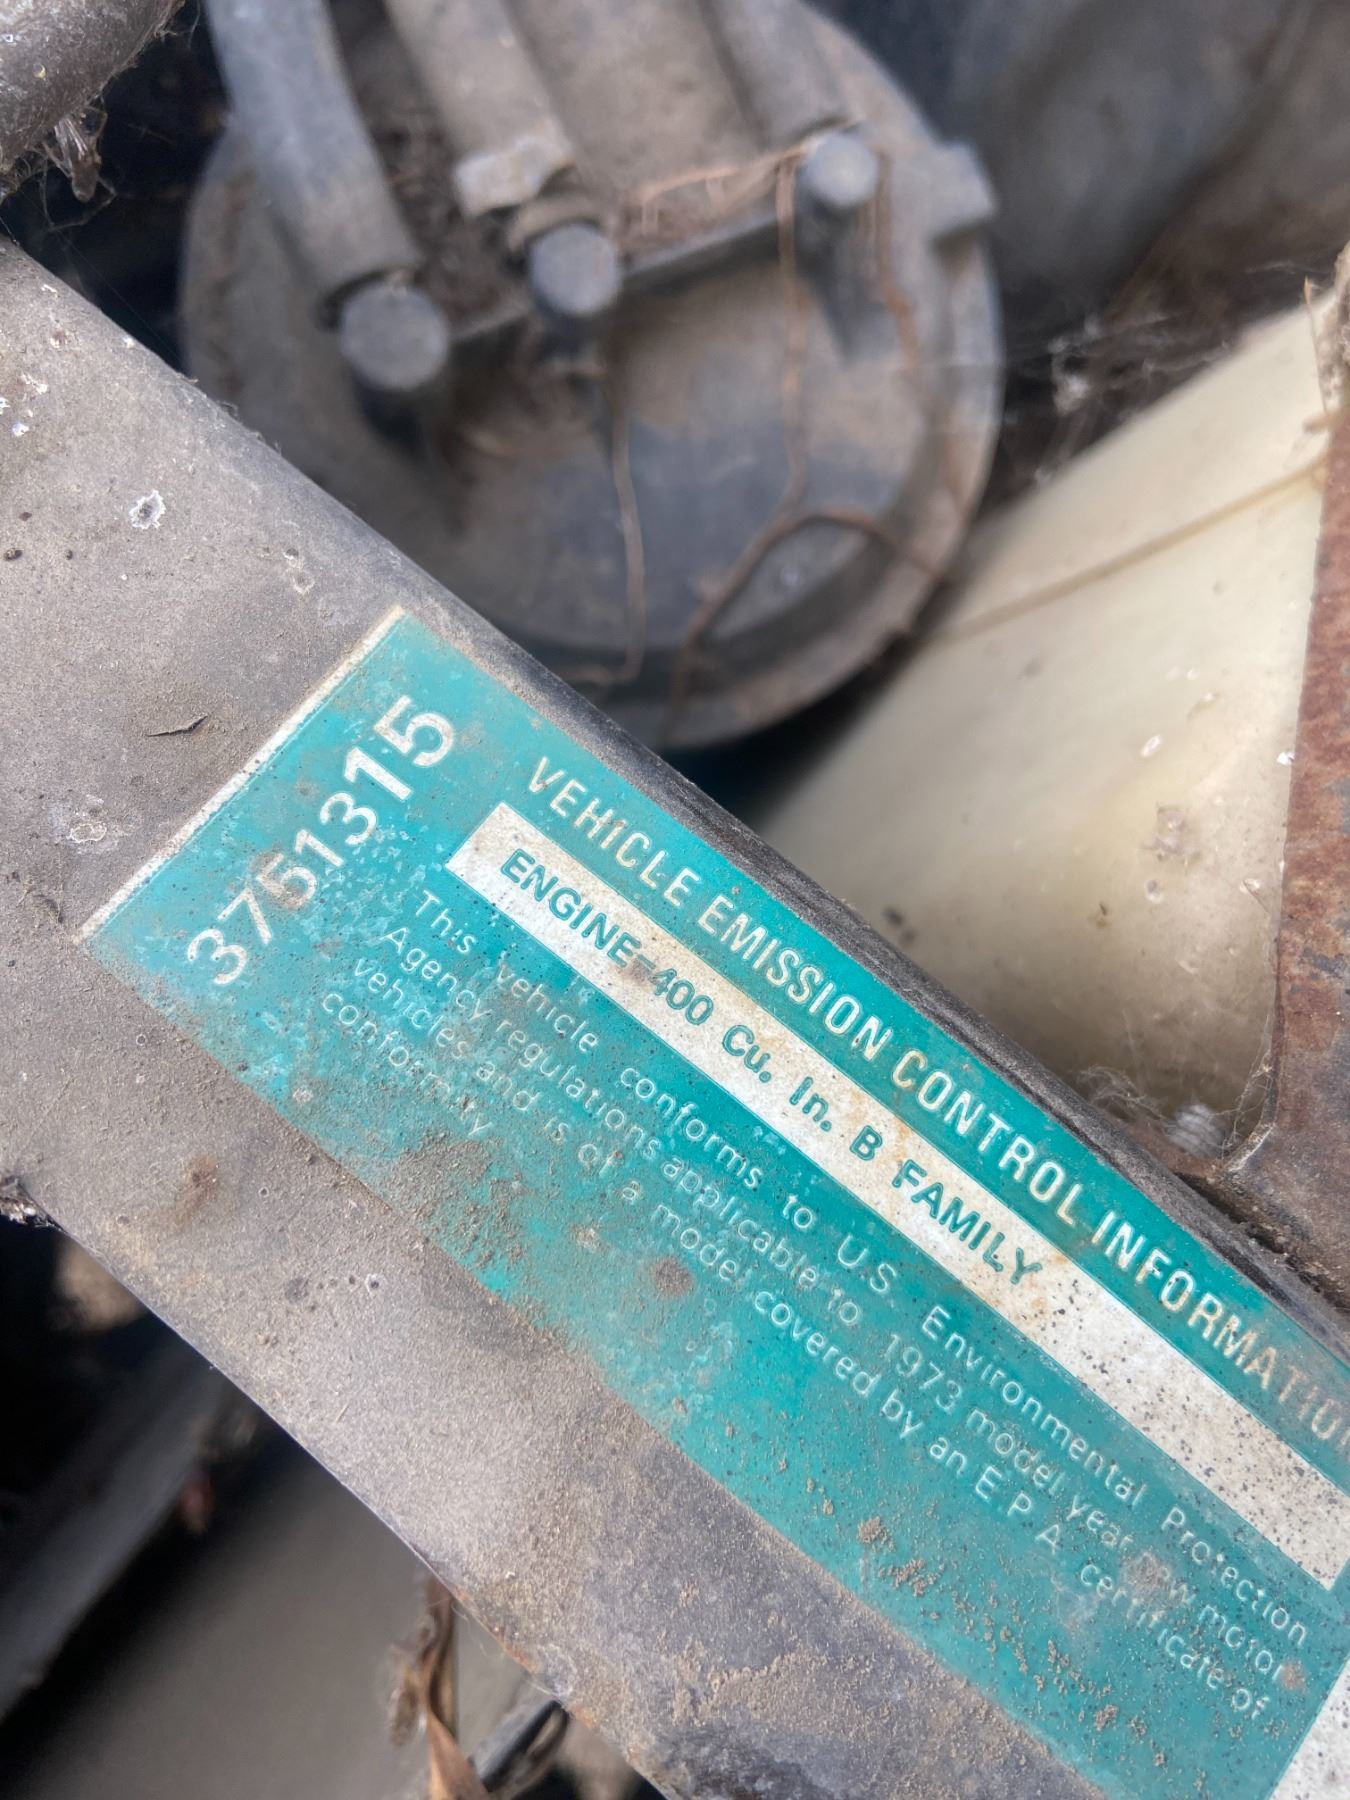 3751315
VEHICLE EMISSION CONTROL INFORMATIO
ENGINE-400 Cu. In. B FAMILY
This vehicle conforms to U.S. Environmental Protection
Agency regulations applicable to 1973 model year new motor
vehicles and is of a model covered by an E.P.A. certificate of
conformity